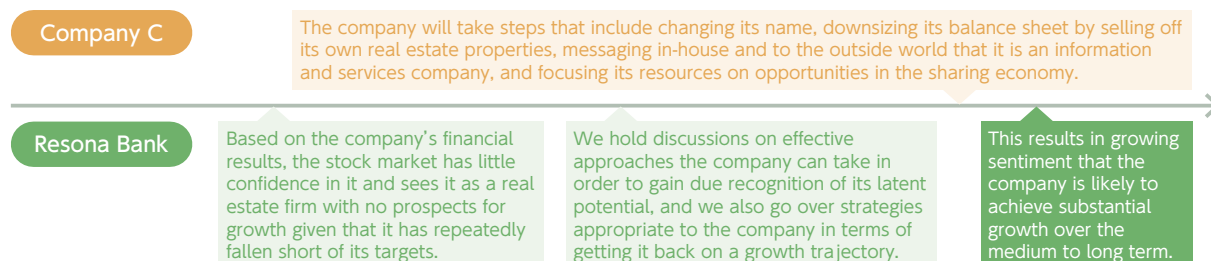 Company C
The company will take steps that include changing its name, downsizing its balance sheet by selling off
its own real estate properties, messaging in-house and to the outside world that it is an information
and services company, and focusing its resources on opportunities in the sharing economy.
Resona Bank
Based on the company's financial
results, the stock market has little
confidence in it and sees it as a real
estate firm with no prospects for
growth given that it has repeatedly
fallen short of its targets.
We hold discussions on effective
approaches the company can take in
order to gain due recognition of its latent
potential, and we also go over strategies
appropriate to the company in terms of
getting it back on a growth trajectory.
This results in growing
sentiment that the
company is likely to
achieve substantial
growth over the
medium to long term.